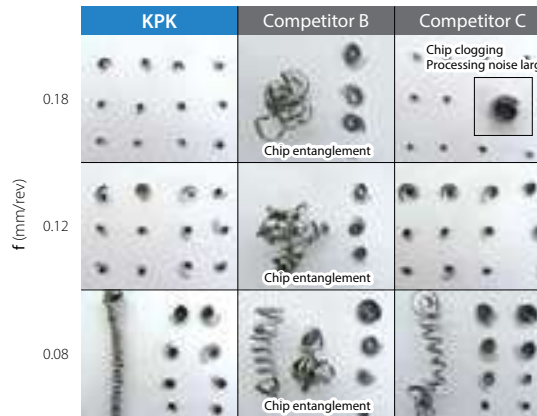 KPK
Competitor B
Competitor C
Chip clogging
Processing noise larg
0.18
Chip entanglement
f (mm/rev)
0.12
Chip entanglement
0.08
Chip entanglement